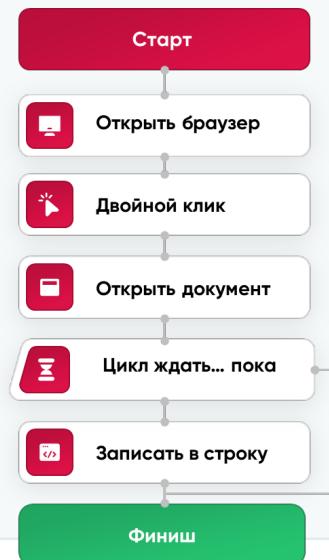 Старт
Открыть браузер
Двойной клик
Открыть документ
Цикл ждать... пока
Записать в строку
Финиш